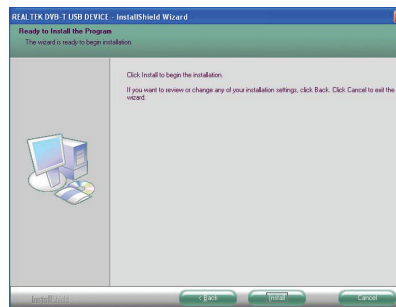 REALTEK DVB-T USB DEVICE - InstallShield Wizard
Ready to Install the Program
The wizard is ready to begin installation.
Click Install to begin the installation.
If you want to review or change any of your installation settings, click Back. Click Cancel to exit the
wizard.
InstallShield
< Back
Install
Cancel